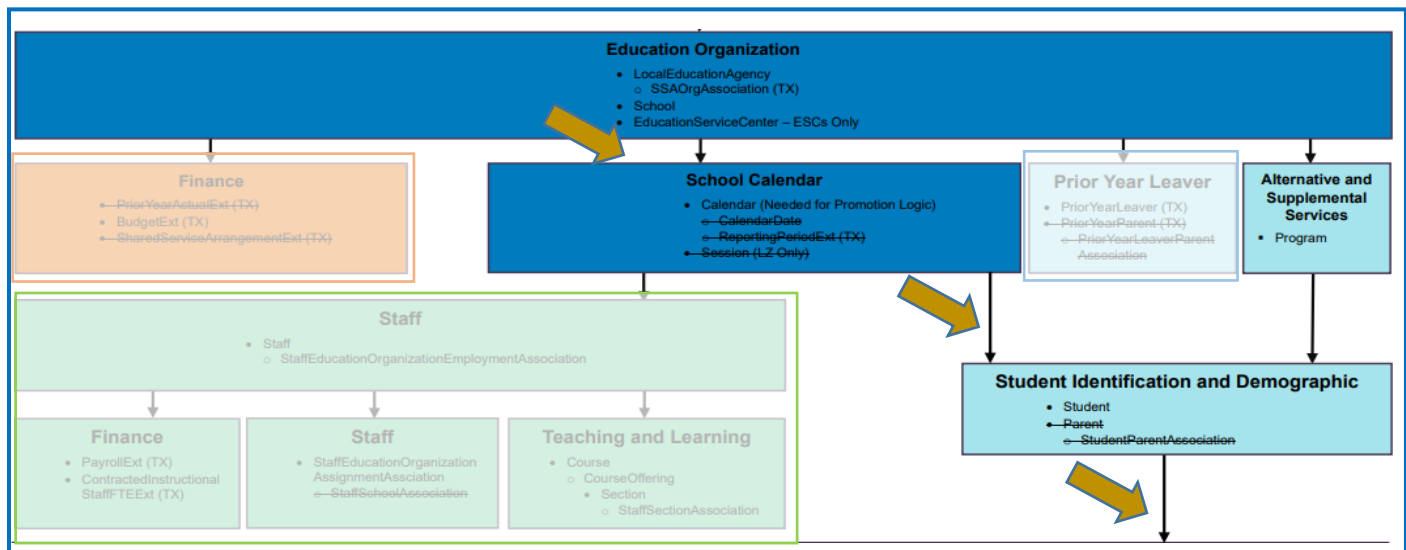 Education Organization
• LocalEducationAgency
o SSAOrgAssociation (TX)
• School
• EducationServiceCenter – ESCs Only
Finance
• PriorYearActualExt (TX)
• BudgetExt (TX)
• SharedServiceArrangementExt (TX)
School Calendar
• Calendar (Needed for Promotion Logic)
o CalendarDate
o ReportingPeriodExt (TX)
• Session (LZ Only)
Prior Year Leaver
• PriorYearLeaver (TX)
• PriorYearParent (TX)
o PriorYearLeaverParent
Association
Alternative and
Supplemental
Services
▪ Program
Staff
• Staff
o StaffEducationOrganizationEmploymentAssociation
Student Identification and Demographic
• Student
• Parent
o StudentParentAssociation
Finance
• PayrollExt (TX)
• ContractedInstructional
StaffFTEExt (TX)
Staff
• StaffEducationOrganization
AssignmentAssciation
o StaffSchoolAssociation
Teaching and Learning
• Course
o CourseOffering
• Section
o StaffSectionAssociation